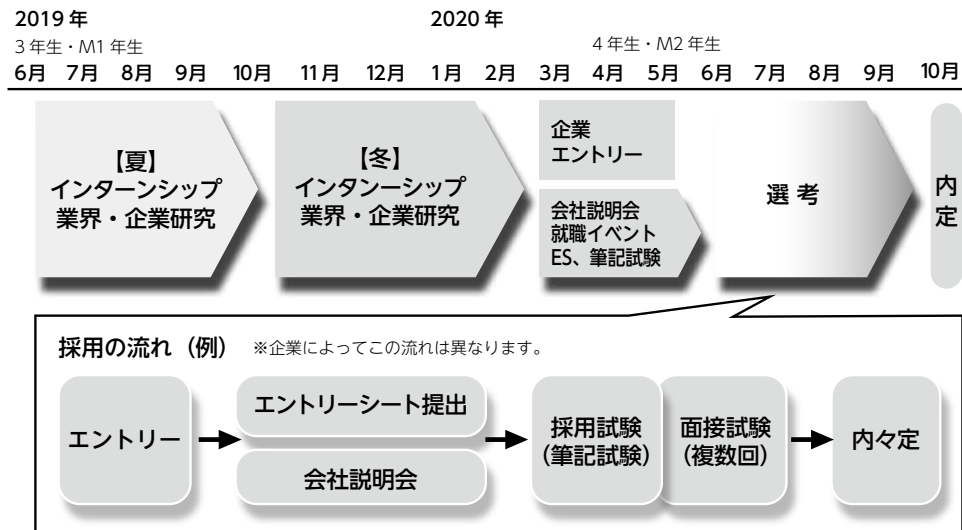 2019年
2020年
3年生・M1年生
4年生・M2年生
6月 7月 8月 9月 10月 11月 12月 1月 2月 3月 4月 5月 6月 7月 8月 9月 10月
【夏】
インターンシップ
業界・企業研究
【冬】
インタンーシップ
業界・企業研究
企業
エントリー
会社説明会
就職イベント
ES、筆記試験
選考
内定
採用の流れ（例） ※企業によってこの流れは異なります。
エントリー
エントリーシート提出
会社説明会
採用試験
(筆記試験)
面接試験
(複数回)
内々定